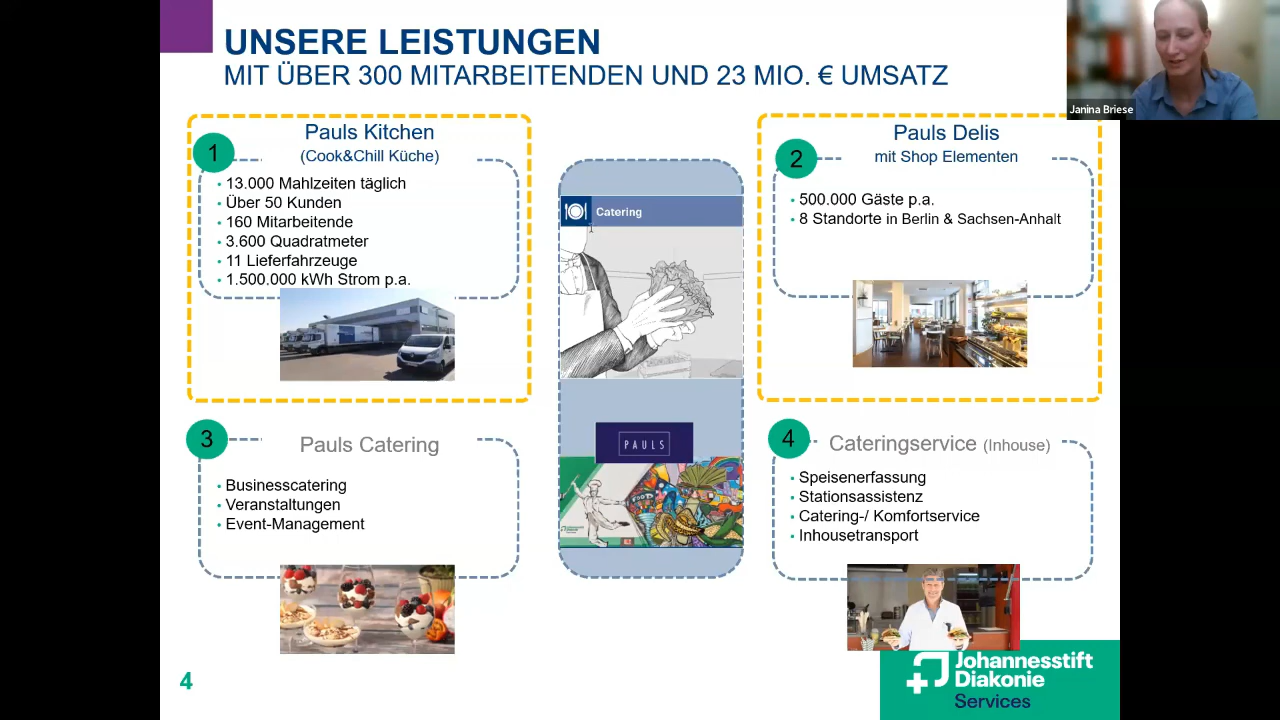 UNSERE LEISTUNGEN
MIT ÜBER 300 MITARBEITENDEN UND 23 MIO. € UMSATZ
Janina Briese
1
Pauls Kitchen
(Cook&Chill Küche)
• 13.000 Mahlzeiten täglich
• Über 50 Kunden
• 160 Mitarbeitende
• 3.600 Quadratmeter
• 11 Lieferfahrzeuge
• 1.500.000 kWh Strom p.a.
Catering
PAULS
2
Pauls Delis
mit Shop Elementen
• 500.000 Gäste p.a.
• 8 Standorte in Berlin & Sachsen-Anhalt
3
Pauls Catering
• Businesscatering
• Veranstaltungen
• Event-Management
4
Cateringservice (Inhouse)
• Speisenerfassung
• Stationsassistenz
• Catering-/ Komfortservice
• Inhousetransport
4
Johannesstift
Diakonie
Services